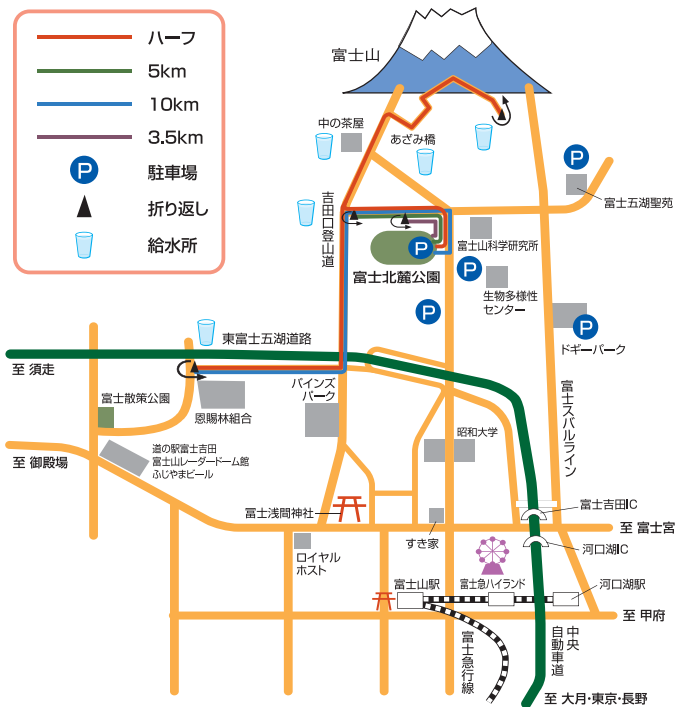 ハーフ
5km
10km
3.5km
P
駐車場
折り返し
給水所
富士山
中の茶屋
あざみ橋
P
富士五湖聖苑
吉田口登山道
富士山科学研究所
P
富士北麓公園
P
生物多様性
センター
P
P
ドギーパーク
東富士五湖道路
至 須走
富士散策公園
恩賜林組合
パインズ
パーク
富士スバルライン
昭和大学
道の駅富士吉田
富士山レーダードーム館
ふじやまビール
至 御殿場
富士浅間神社
すき家
富士吉田IC
至 富士宮
ロイヤル
ホスト
河口湖IC
富士山駅
富士急ハイランド
河口湖駅
至 甲府
富士急行線
中央
自動車道
至 大月・東京・長野